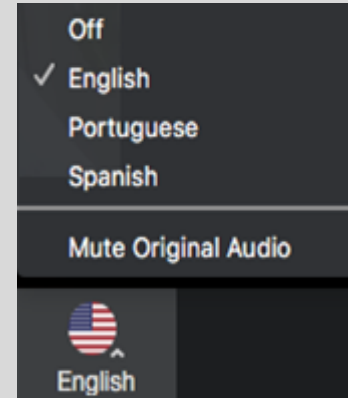 Off
English
Portuguese
Spanish
Mute Original Audio
English